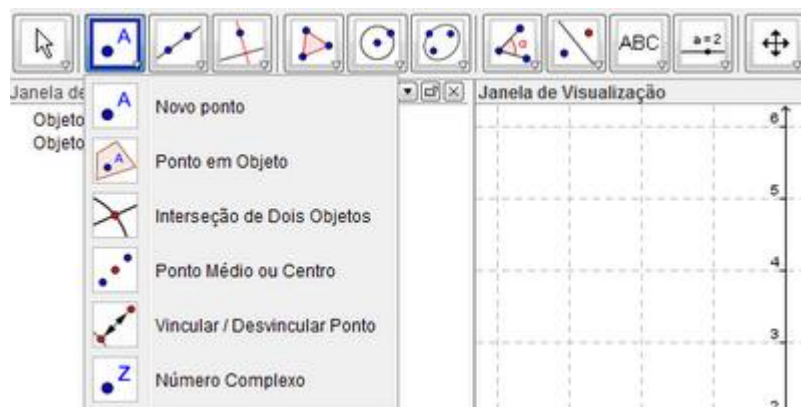 A
α
ABC
a=2
Janela de
Janela de Visualização
Objeto
Objeto
A
Novo ponto
A
Ponto em Objeto
Interseção de Dois Objetos
Ponto Médio ou Centro
Vincular / Desvincular Ponto
Z
Número Complexo
6
5
4
3
2